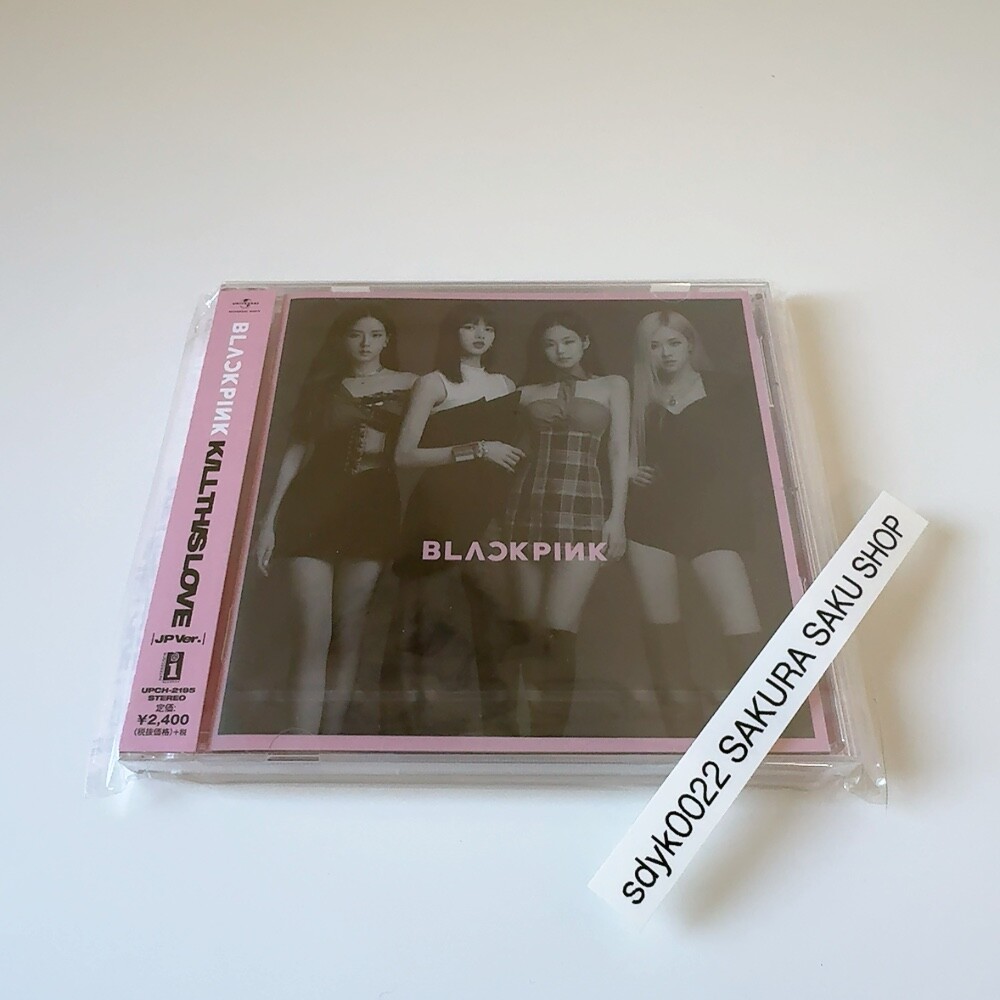 UNIVERSAL
BLACKPINK KILL THIS LOVE
JP Ver.
UPCH-2195
STEREO
定価:
¥2,400
(税抜価格)+税
BLACKPINK
sdyk0022 SAKURA SAKU SHOP